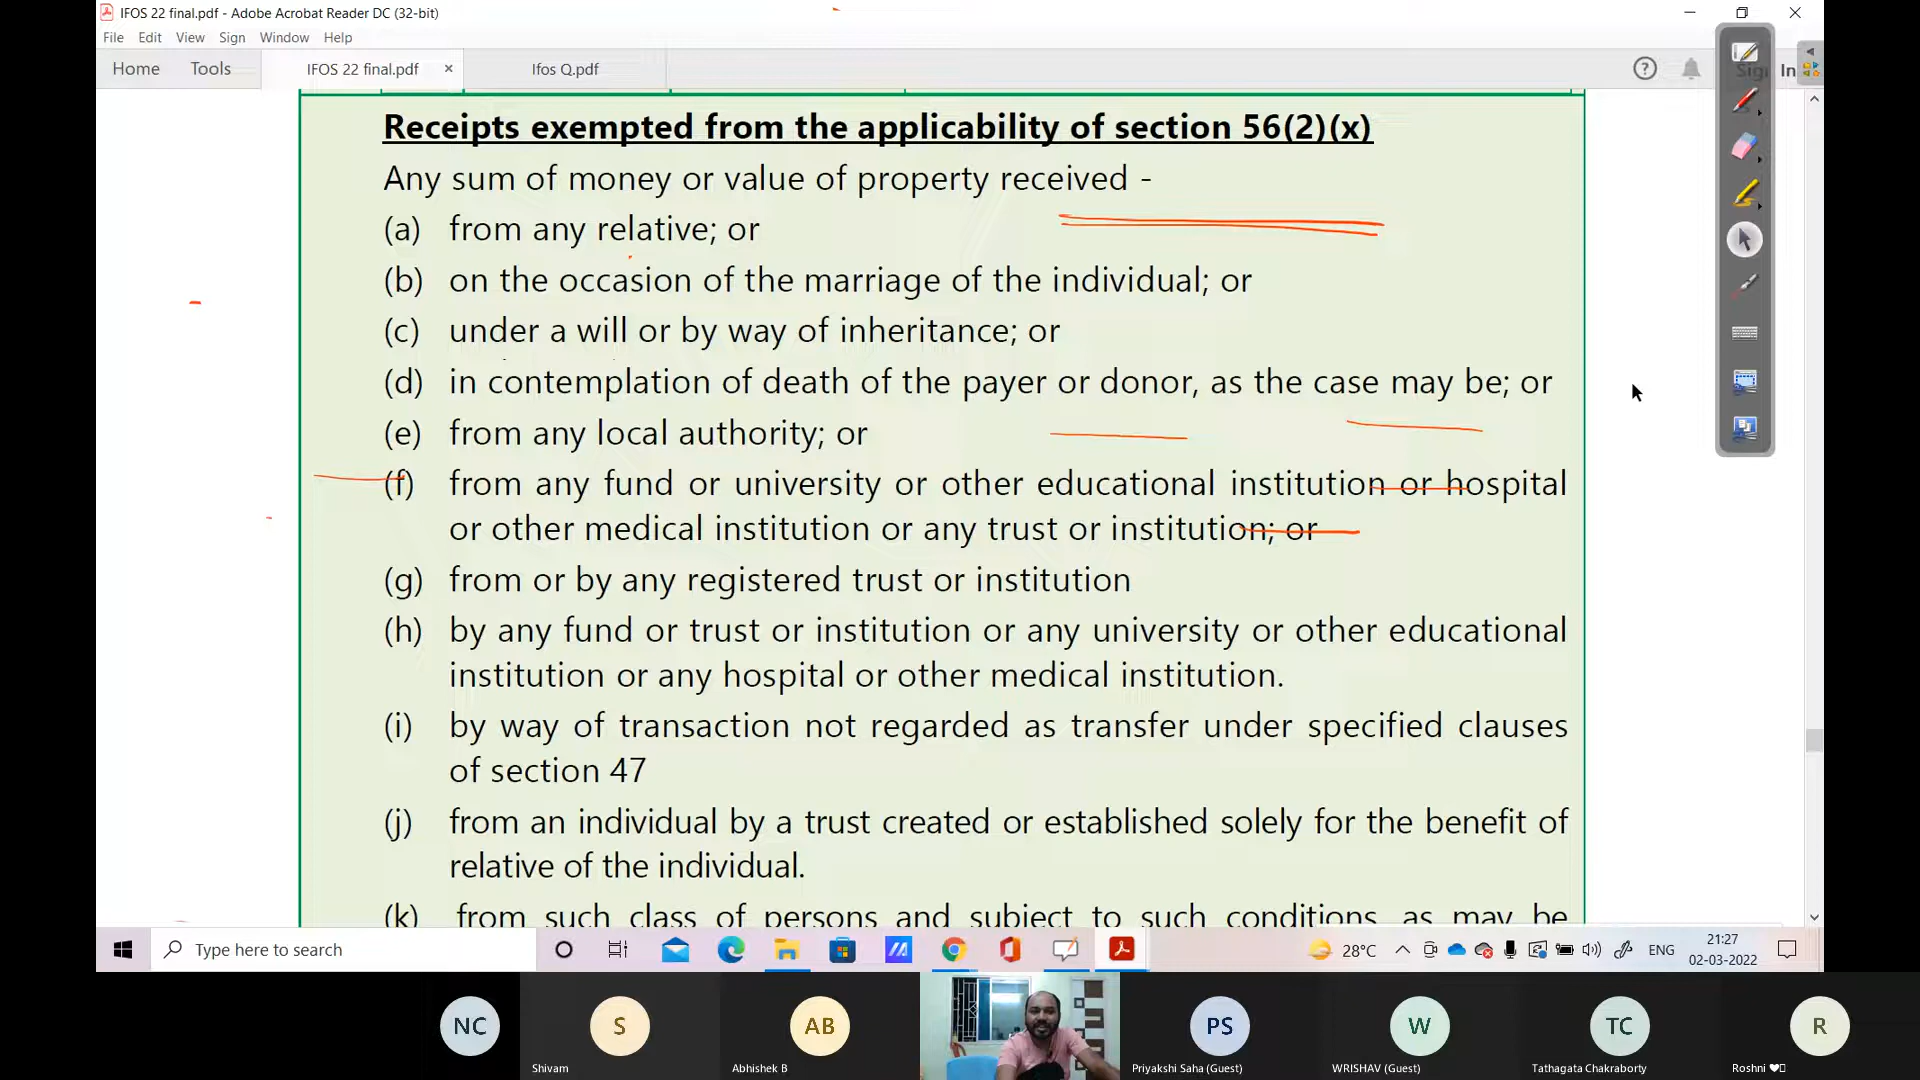 IFOS 22 final.pdf - Adobe Acrobat Reader DC (32-bit)
File Edit View Sign Window Help
Home Tools IFOS 22 final.pdf × Ifos Q.pdf Sign In
Receipts exempted from the applicability of section 56(2)(x)
Any sum of money or value of property received -
(a) from any relative; or
(b) on the occasion of the marriage of the individual; or
(c) under a will or by way of inheritance; or
(d) in contemplation of death of the payer or donor, as the case may be; or
(e) from any local authority; or
(f) from any fund or university or other educational institution or hospital
or other medical institution or any trust or institution; or
(g) from or by any registered trust or institution
(h) by any fund or trust or institution or any university or other educational
institution or any hospital or other medical institution.
(i) by way of transaction not regarded as transfer under specified clauses
of section 47
(j) from an individual by a trust created or established solely for the benefit of
relative of the individual.
(k) from such class of persons and subject to such conditions, as may be
Type here to search
28°C ENG 21:27
02-03-2022
NC S AB PS W TC R
Shivam Abhishek B Priyakshi Saha (Guest) WRISHAV (Guest) Tathagata Chakraborty Roshni ❤